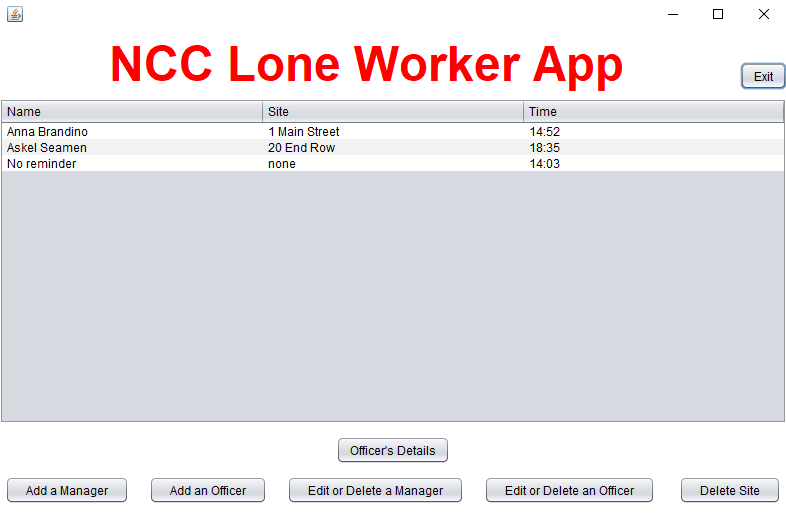 NCC Lone Worker App
Exit
Name Site Time
Anna Brandino 1 Main Street 14:52
Askel Seamen 20 End Row 18:35
No reminder none 14:03
Officer's Details
Add a Manager Add an Officer Edit or Delete a Manager Edit or Delete an Officer Delete Site